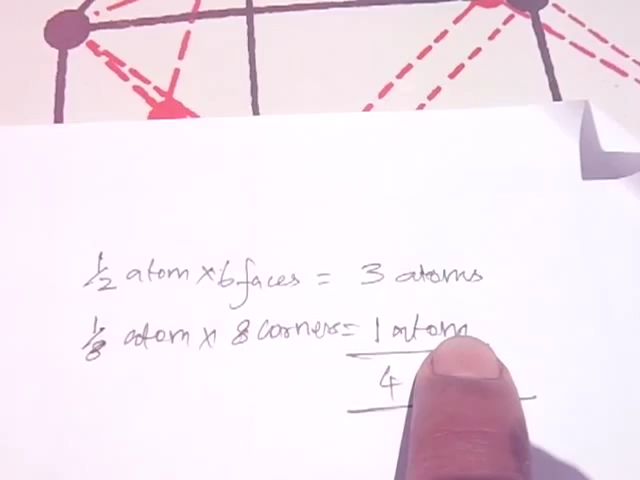 1/2 atom × 6 faces = 3 atoms
1/8 atom × 8 corners = 1 atom
4